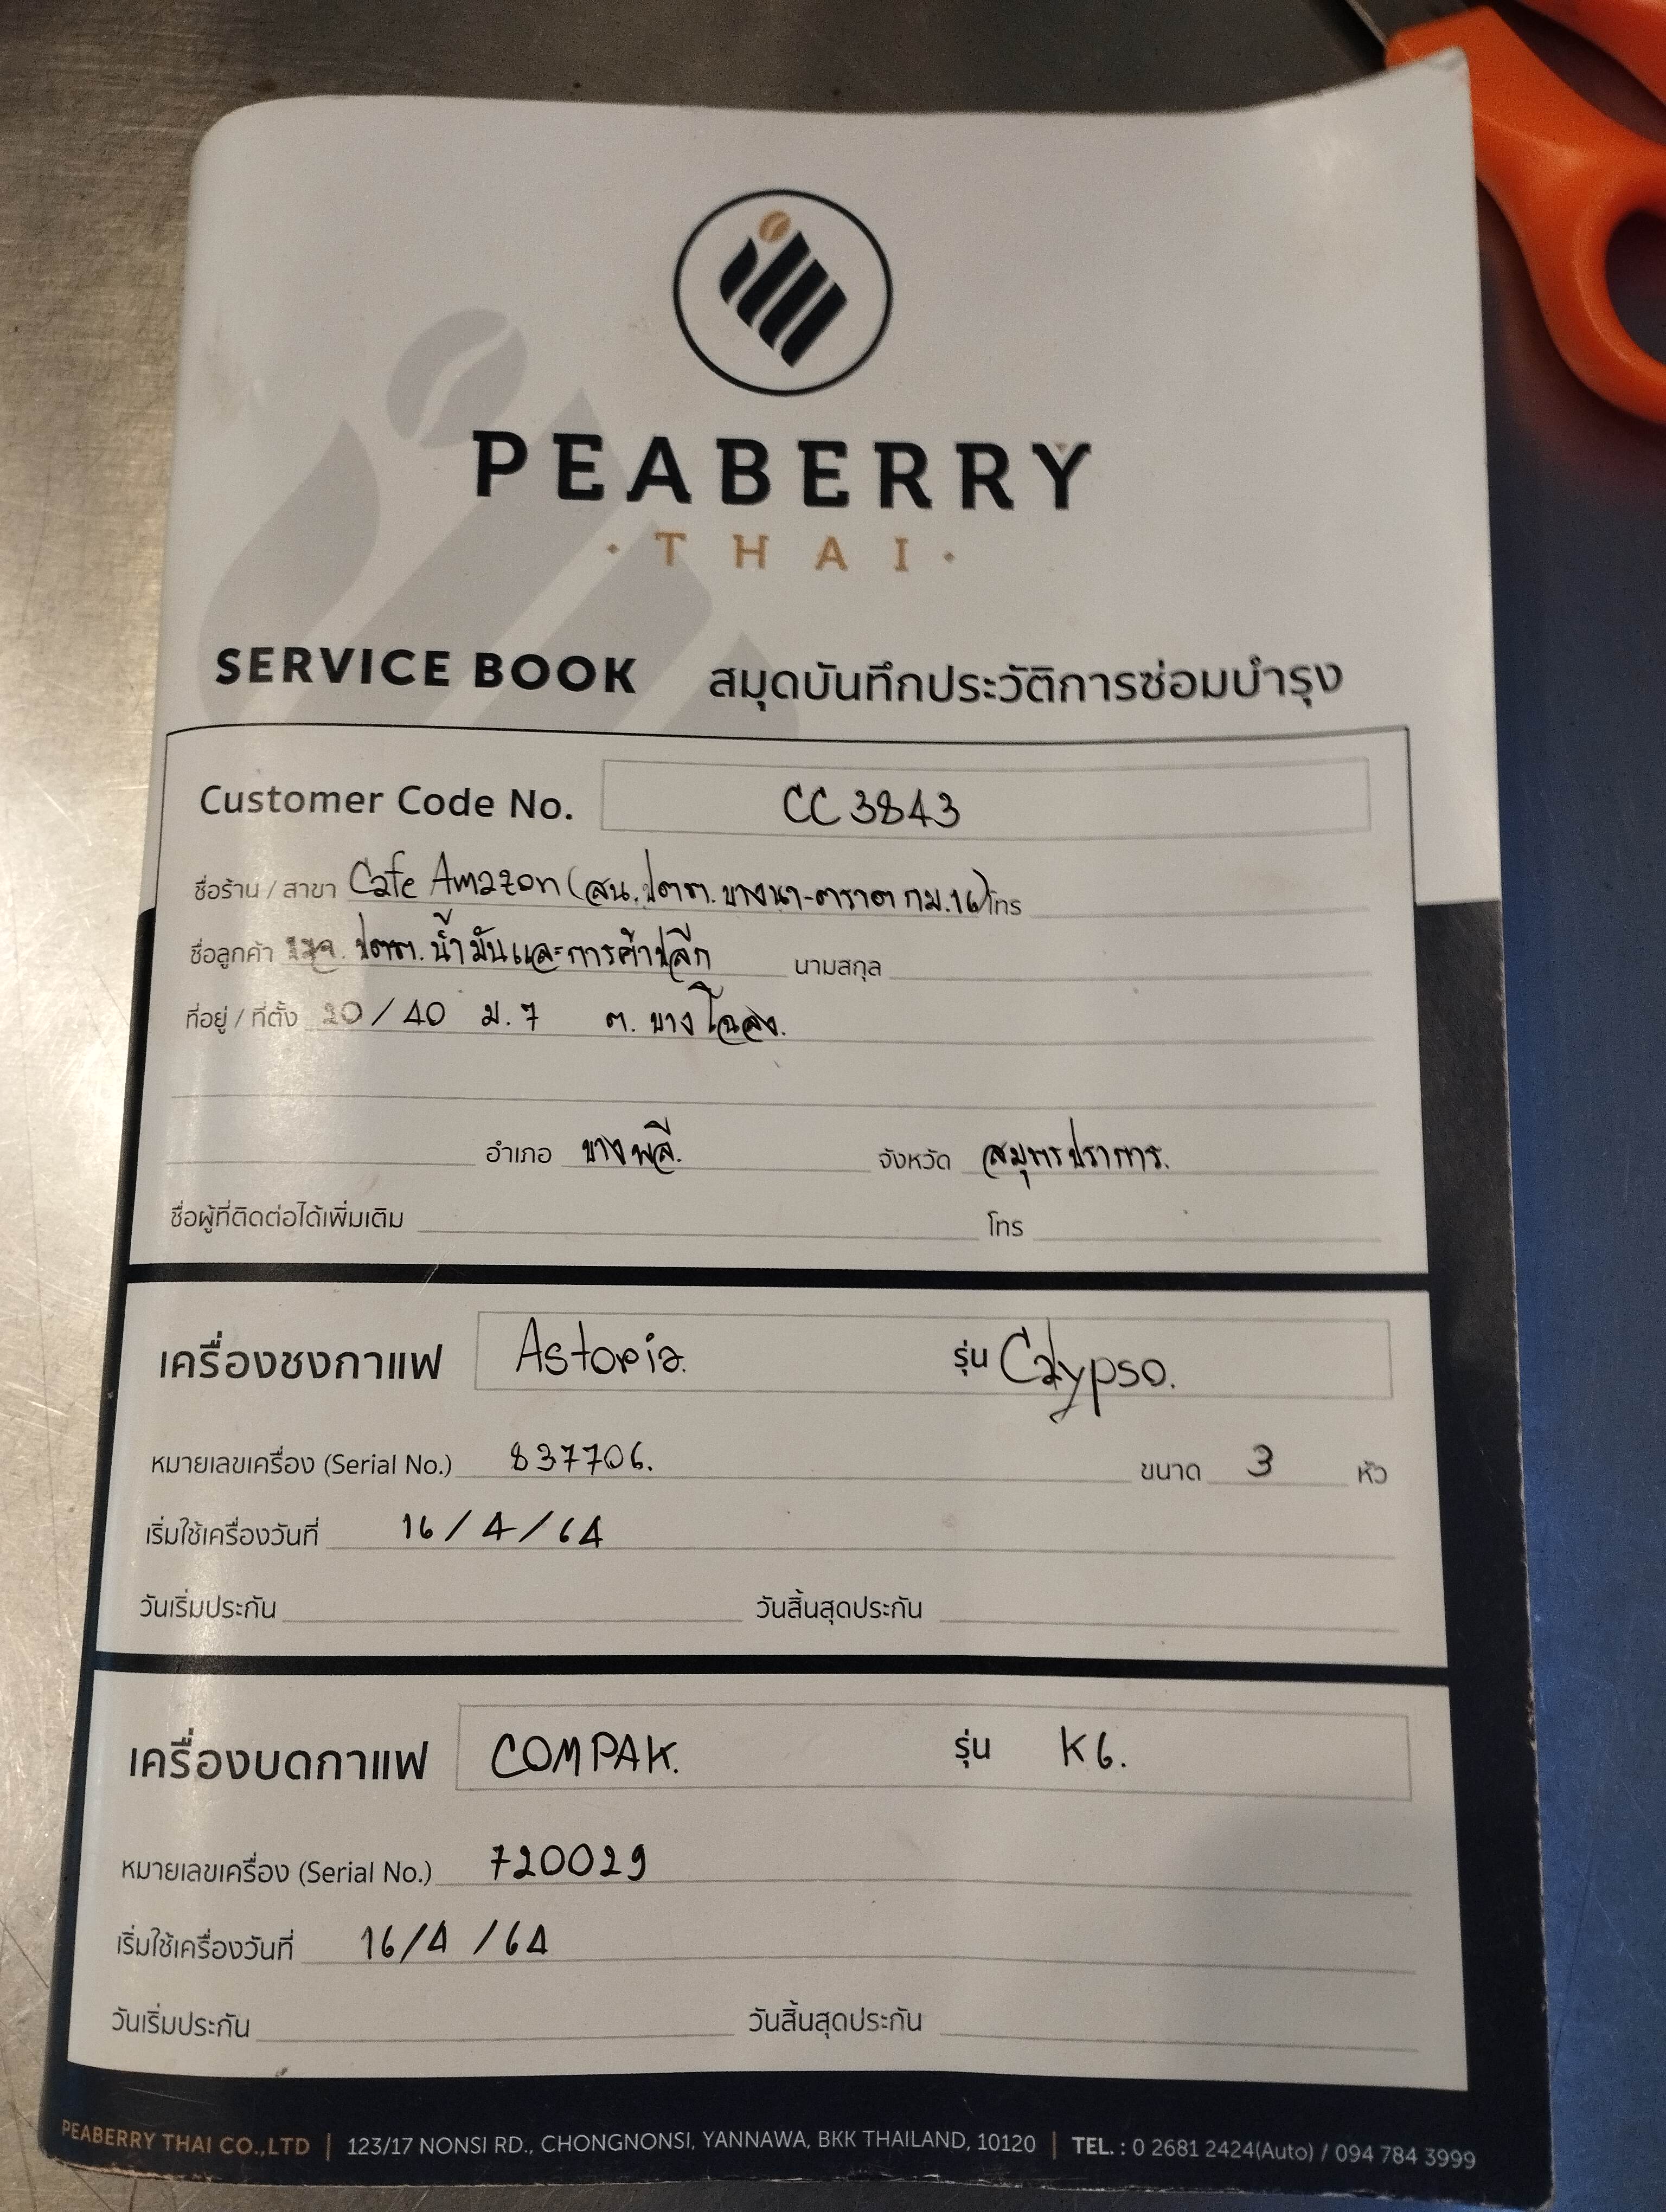 PEABERRY
· THAI ·
SERVICE BOOK สมุดบันทึกประวัติการซ่อมบำรุง
Customer Code No. CC 3843
ชื่อร้าน / สาขา Cafe Amazon (สน.ปตท. บางนา-ตราด กม.16) โทร
ชื่อลูกค้า ปตท. น้ำมันและการค้าปลีก นามสกุล
ที่อยู่ / ที่ตั้ง 20/40 ม.7 ต. บางโฉลง.
อำเภอ บางพลี. จังหวัด สมุทรปราการ.
ชื่อผู้ที่ติดต่อได้เพิ่มเติม โทร
เครื่องชงกาแฟ Astoria. รุ่น Calypso.
หมายเลขเครื่อง (Serial No.) 837706. ขนาด 3 หัว
เริ่มใช้เครื่องวันที่ 16/4/64
วันเริ่มประกัน วันสิ้นสุดประกัน
เครื่องบดกาแฟ COMPAK. รุ่น K6.
หมายเลขเครื่อง (Serial No.) 720029
เริ่มใช้เครื่องวันที่ 16/4/64
วันเริ่มประกัน วันสิ้นสุดประกัน
PEABERRY THAI CO.,LTD | 123/17 NONSI RD., CHONGNONSI, YANNAWA, BKK THAILAND, 10120 | TEL. : 0 2681 2424(Auto) / 094 784 3999